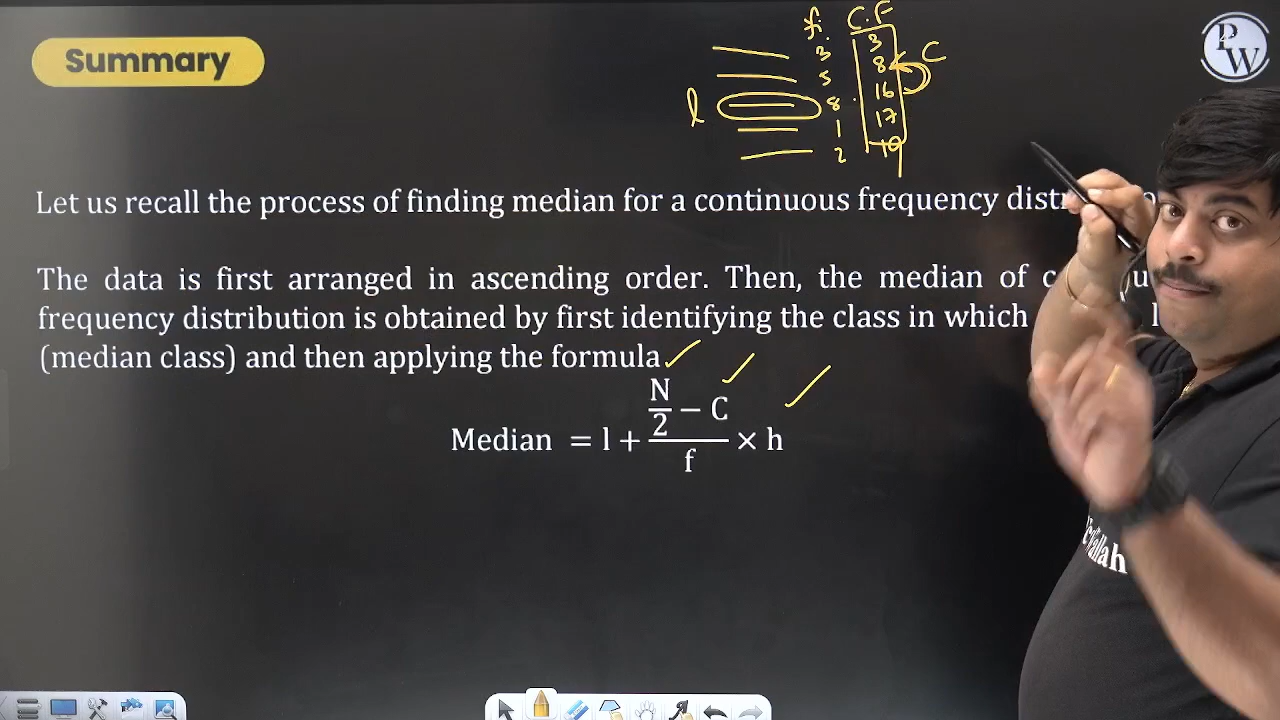 Summary
fi C.F
3 3
5 8 C
l 8 16
1 17
2 19
PW
Let us recall the process of finding median for a continuous frequency
The data is first arranged in ascending order. Then, the median of
frequency distribution is obtained by first identifying the class in which
(median class) and then applying the formula
Median = l + (N/2 − C)/f × h